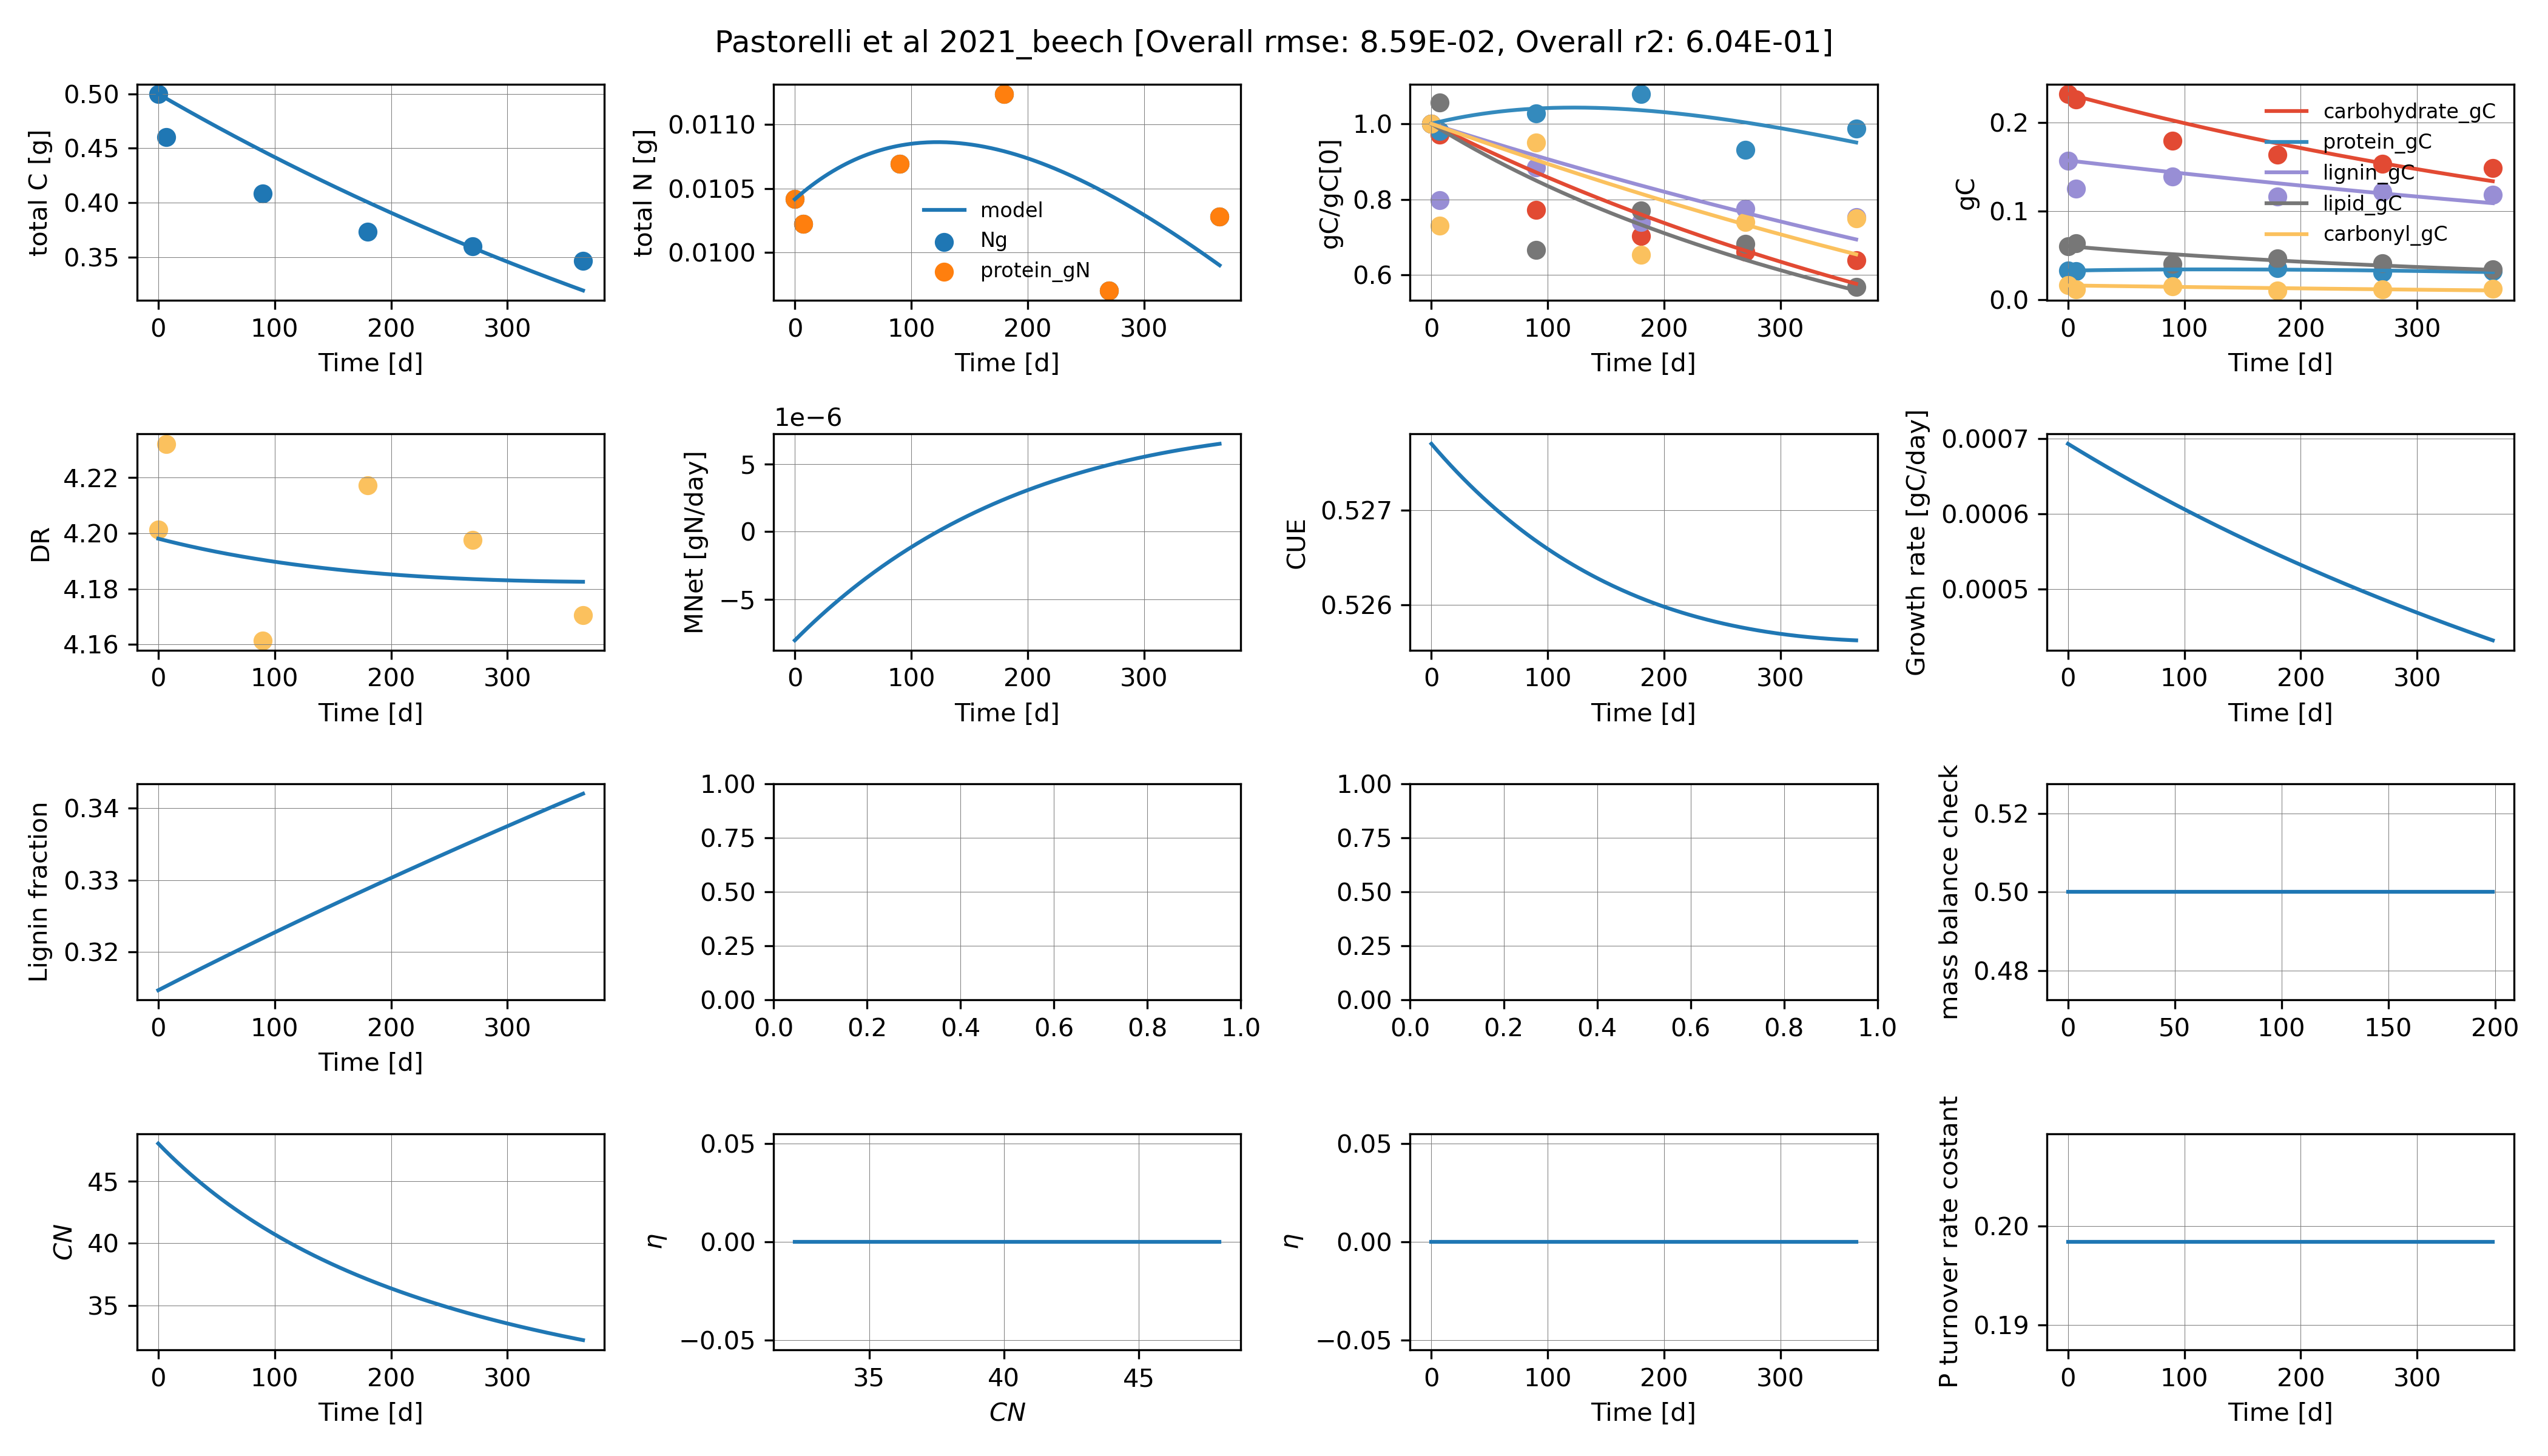 Pastorelli et al 2021_beech [Overall rmse: 8.59E-02, Overall r2: 6.04E-01]
total C [g]
0.50
0.45
0.40
0.35
0 100 200 300
Time [d]
total N [g]
0.0110
0.0105
0.0100
model
Ng
protein_gN
0 100 200 300
Time [d]
gC/gC[0]
1.0
0.8
0.6
0 100 200 300
Time [d]
gC
0.2
0.1
0.0
carbohydrate_gC
protein_gC
lignin_gC
lipid_gC
carbonyl_gC
0 100 200 300
Time [d]
DR
4.22
4.20
4.18
4.16
0 100 200 300
Time [d]
1e−6
MNet [gN/day]
5
0
−5
0 100 200 300
Time [d]
CUE
0.527
0.526
0 100 200 300
Time [d]
Growth rate [gC/day]
0.0007
0.0006
0.0005
0 100 200 300
Time [d]
Lignin fraction
0.34
0.33
0.32
0 100 200 300
Time [d]
1.00
0.75
0.50
0.25
0.00
0.0 0.2 0.4 0.6 0.8 1.0
1.00
0.75
0.50
0.25
0.00
0.0 0.2 0.4 0.6 0.8 1.0
mass balance check
0.52
0.50
0.48
0 50 100 150 200
CN
45
40
35
0 100 200 300
Time [d]
η
0.05
0.00
−0.05
35 40 45
CN
η
0.05
0.00
−0.05
0 100 200 300
Time [d]
P turnover rate costant
0.20
0.19
0 100 200 300
Time [d]